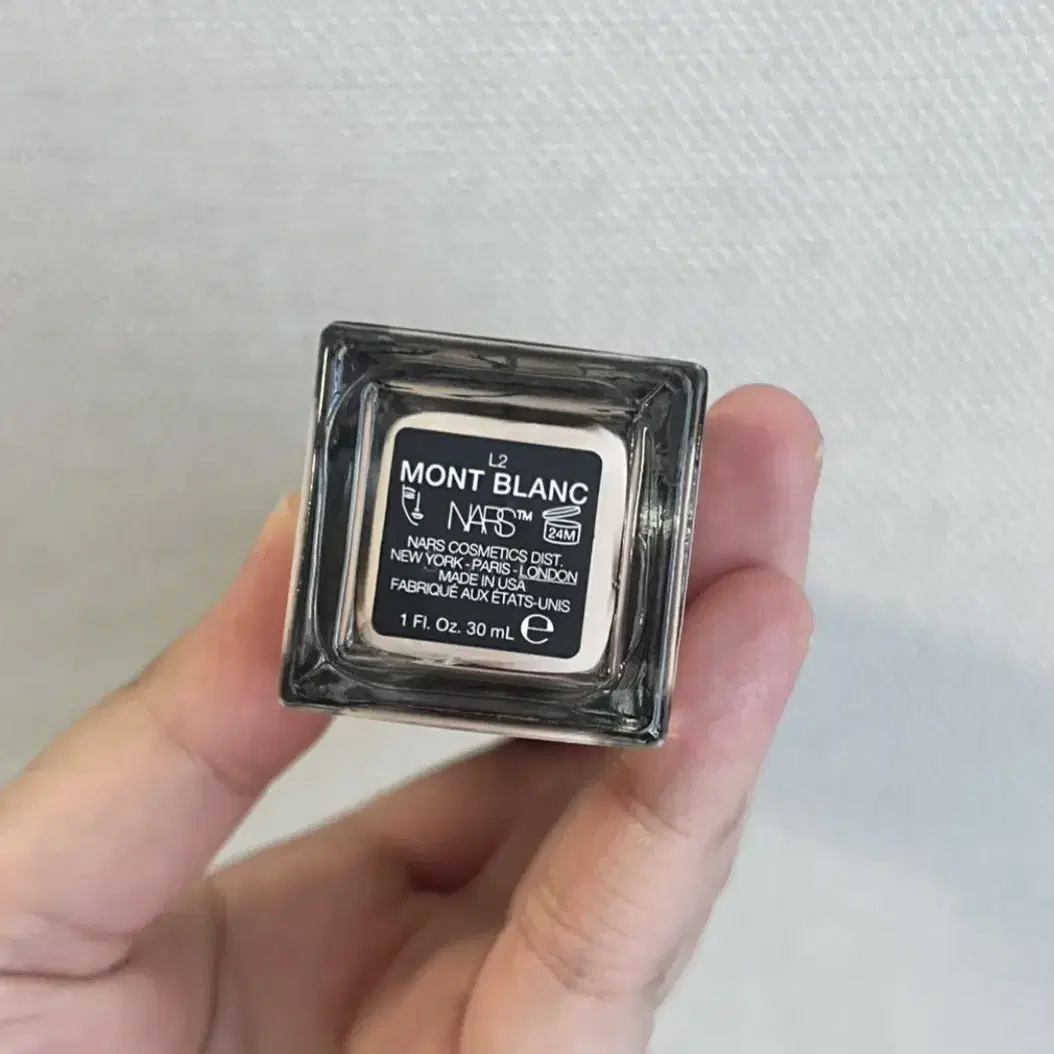 L2
MONT BLANC
NARS™
24M
NARS COSMETICS DIST.
NEW YORK - PARIS - LONDON
MADE IN USA
FABRIQUÉ AUX ÉTATS-UNIS
1 Fl. Oz. 30 mL ℮